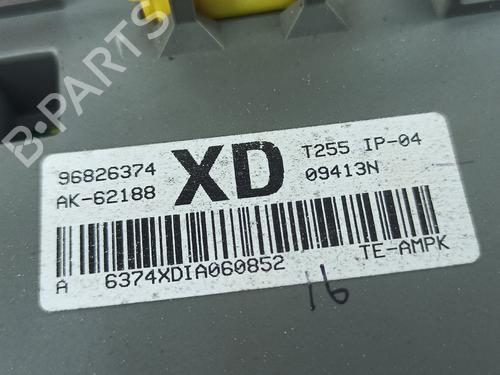 96826374 XD T255 IP-04
AK-62188 09413N
A 6374XDIA060852 TE-AMPK
16
B-PARTS